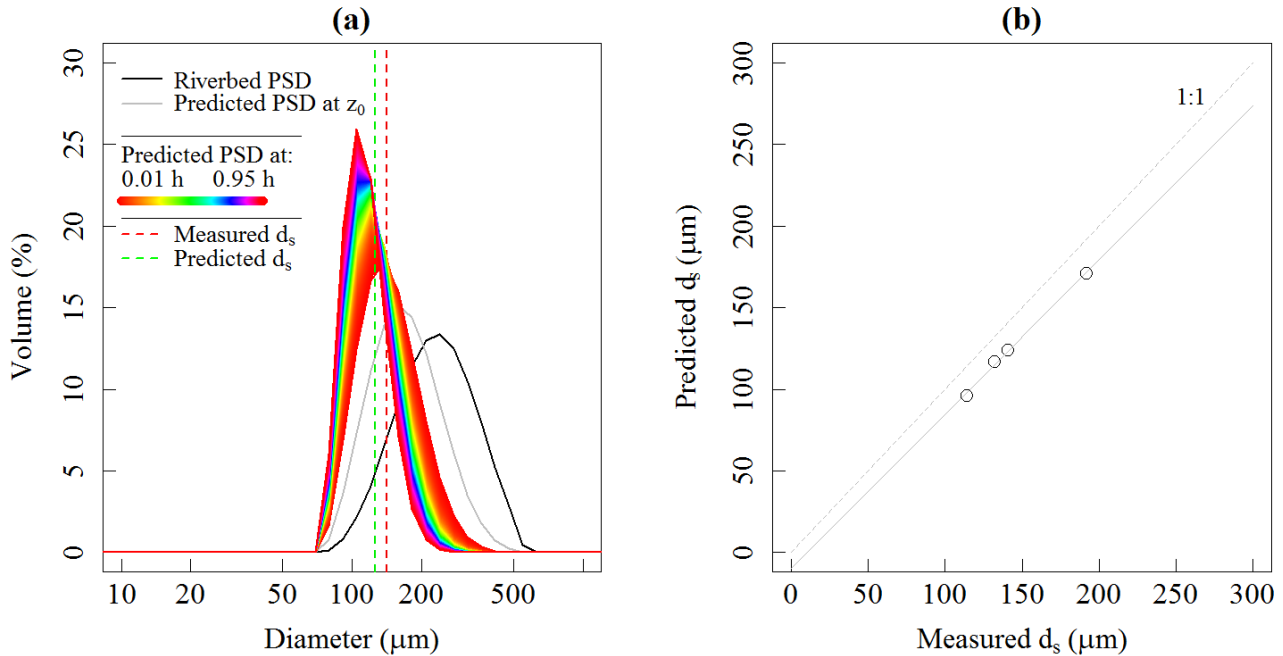 (a)
Volume (%)
30
25
20
15
10
5
0
Riverbed PSD
Predicted PSD at z0
Predicted PSD at:
0.01 h 0.95 h
Measured ds
Predicted ds
10 20 50 100 200 500
Diameter (μm)
(b)
Predicted ds (μm)
300
250
200
150
100
50
0
1:1
0 50 100 150 200 250 300
Measured ds (μm)